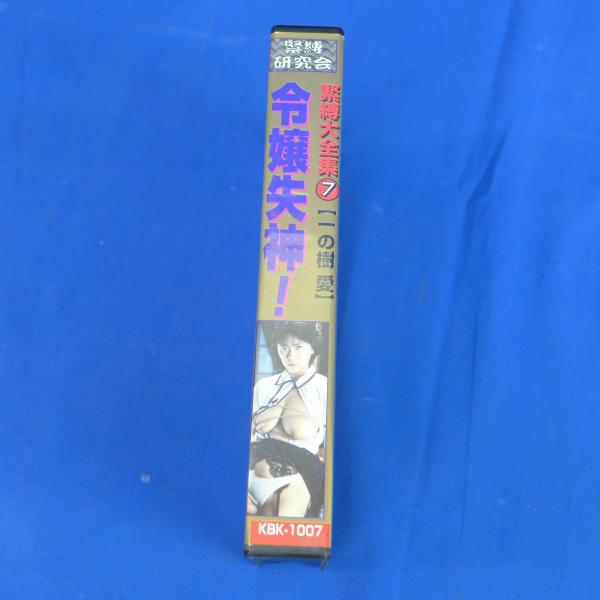 緊縛
研究会
緊縛大全集7
【一の樹 愛】
令嬢失神!
KBK-1007